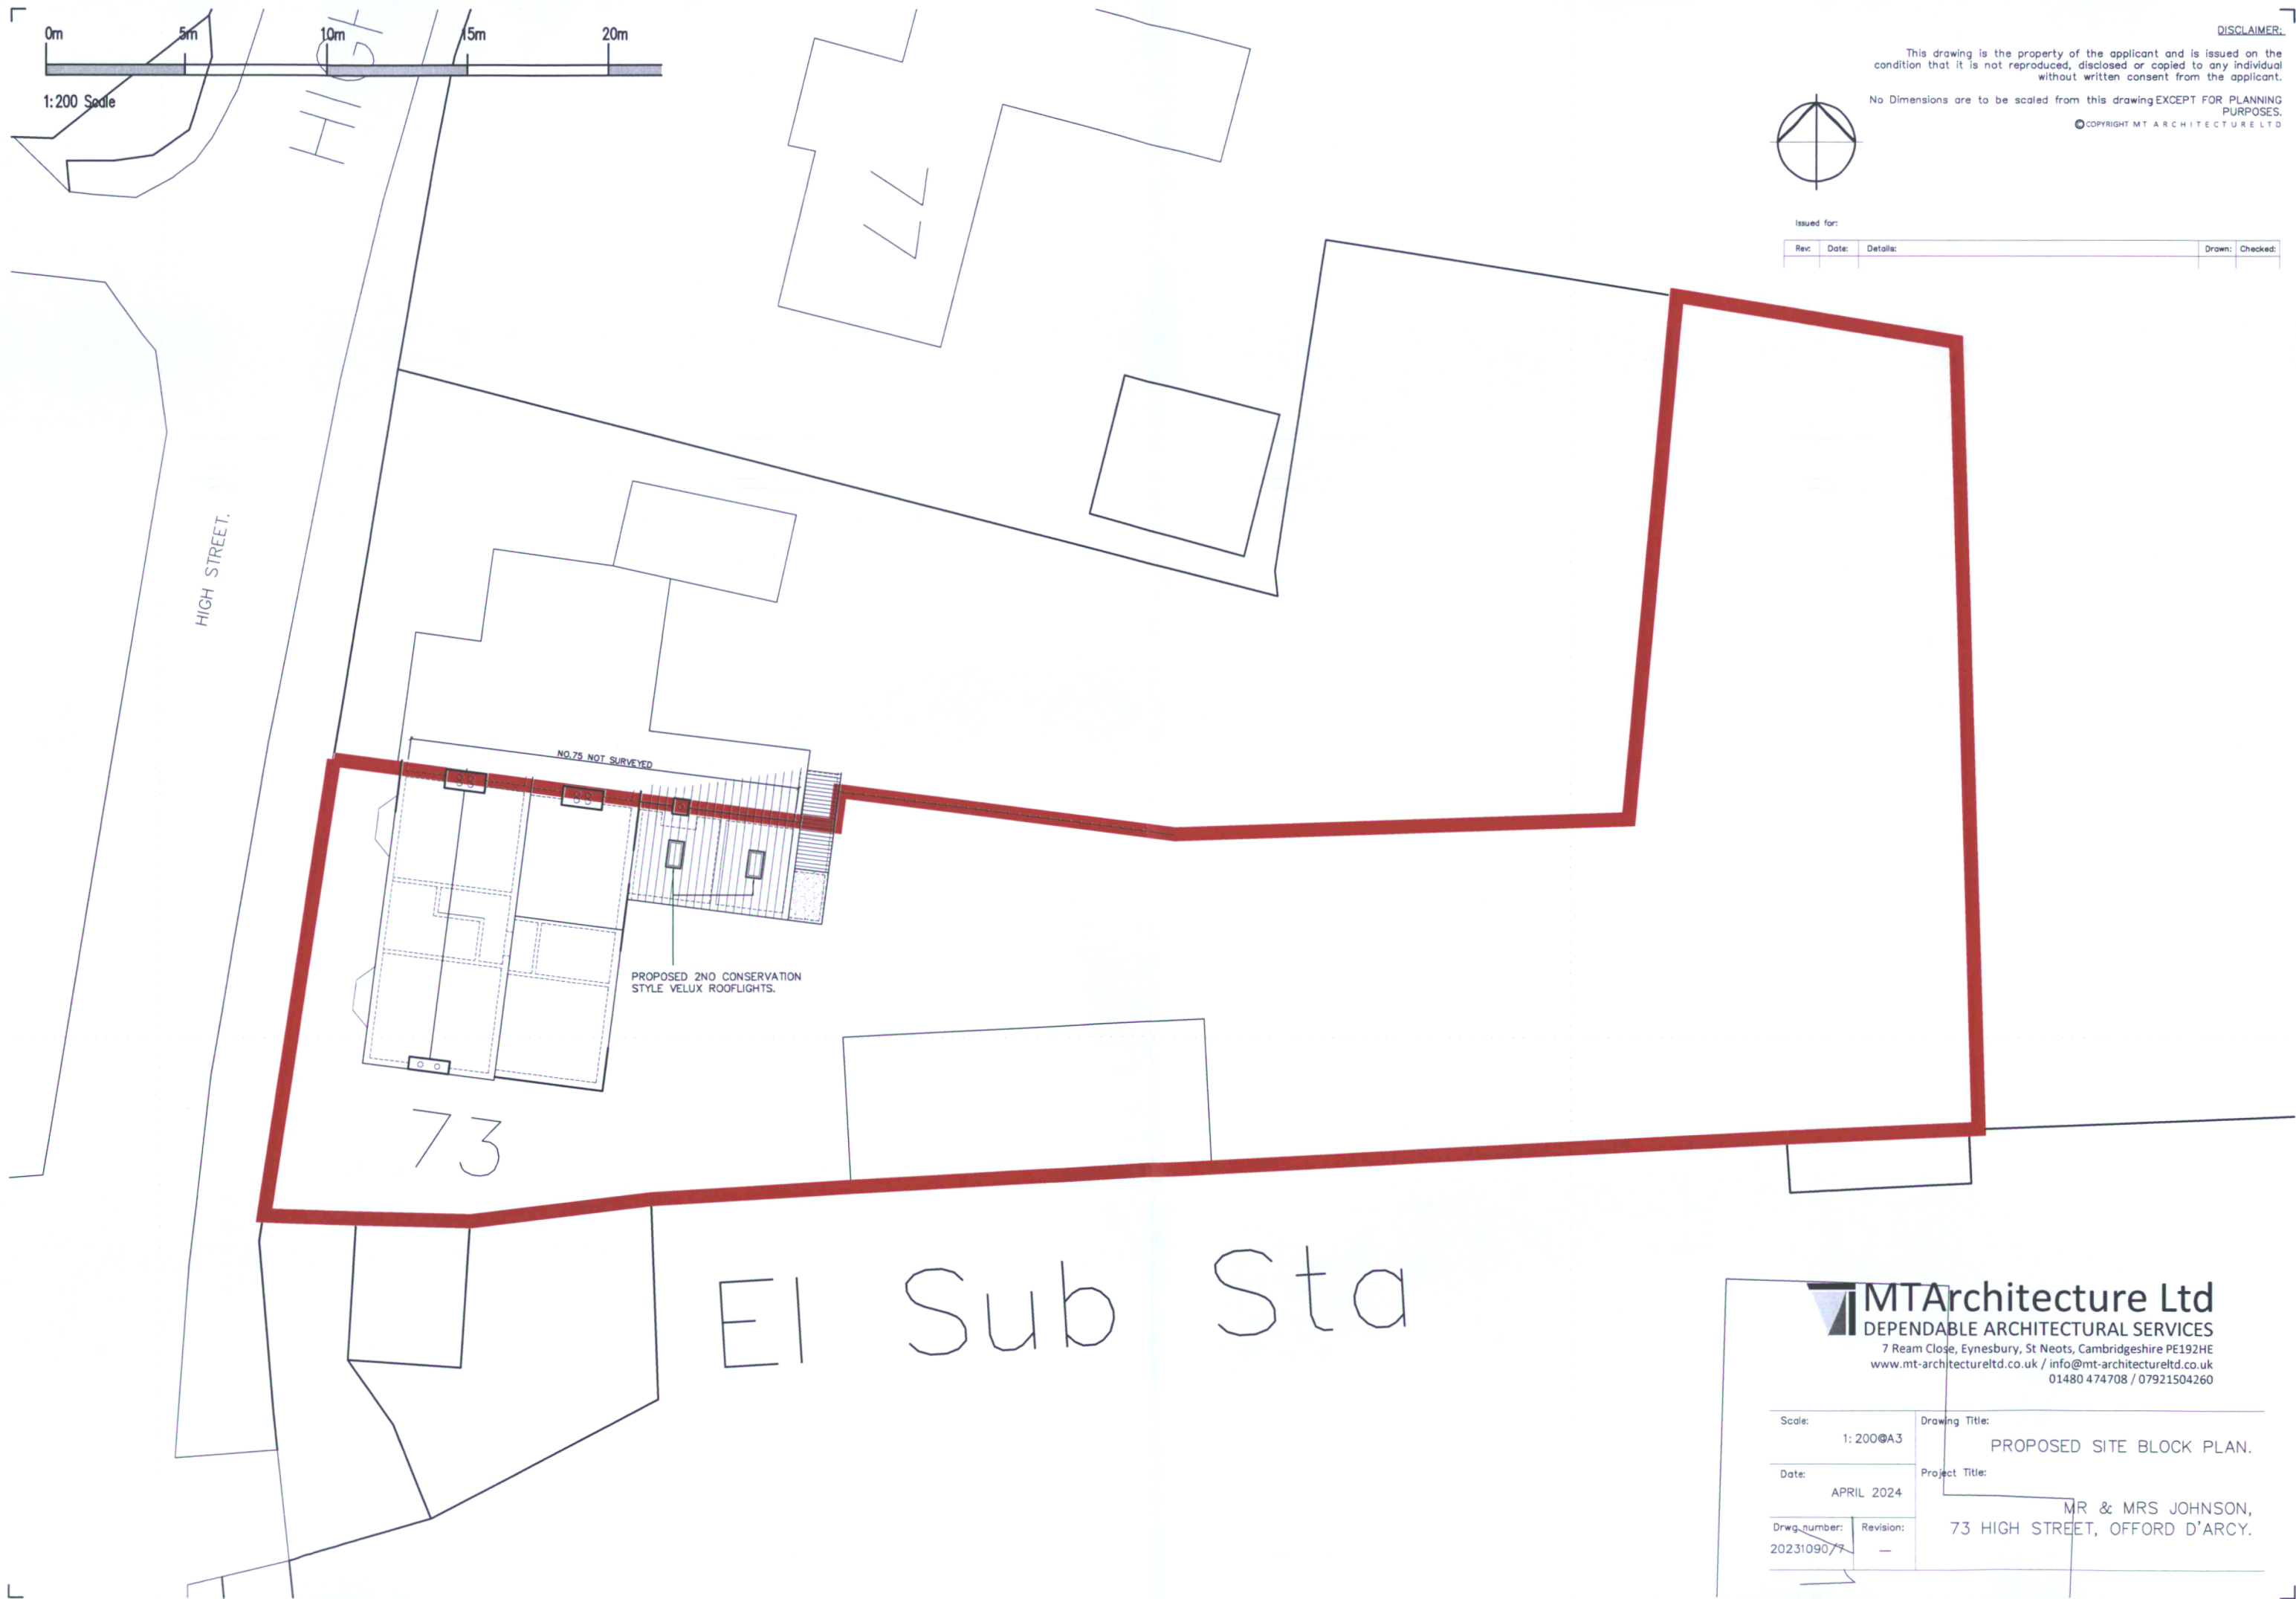 0m 5m 10m 15m 20m
1:200 Scale
HIGH
DISCLAIMER:
This drawing is the property of the applicant and is issued on the
condition that it is not reproduced, disclosed or copied to any individual
without written consent from the applicant.
No Dimensions are to be scaled from this drawing EXCEPT FOR PLANNING
PURPOSES.
©COPYRIGHT MT ARCHITECTURE LTD
Issued for:
Rev: Date: Details: Drawn: Checked:
77
HIGH STREET.
NO.75 NOT SURVEYED
PROPOSED 2NO CONSERVATION
STYLE VELUX ROOFLIGHTS.
73
El Sub Sta
MTArchitecture Ltd
DEPENDABLE ARCHITECTURAL SERVICES
7 Ream Close, Eynesbury, St Neots, Cambridgeshire PE192HE
www.mt-architectureltd.co.uk / info@mt-architectureltd.co.uk
01480 474708 / 07921504260
Scale:
1:200@A3
Drawing Title:
PROPOSED SITE BLOCK PLAN.
Date:
APRIL 2024
Project Title:
MR & MRS JOHNSON,
73 HIGH STREET, OFFORD D'ARCY.
Drwg number:
20231090/7
Revision:
—